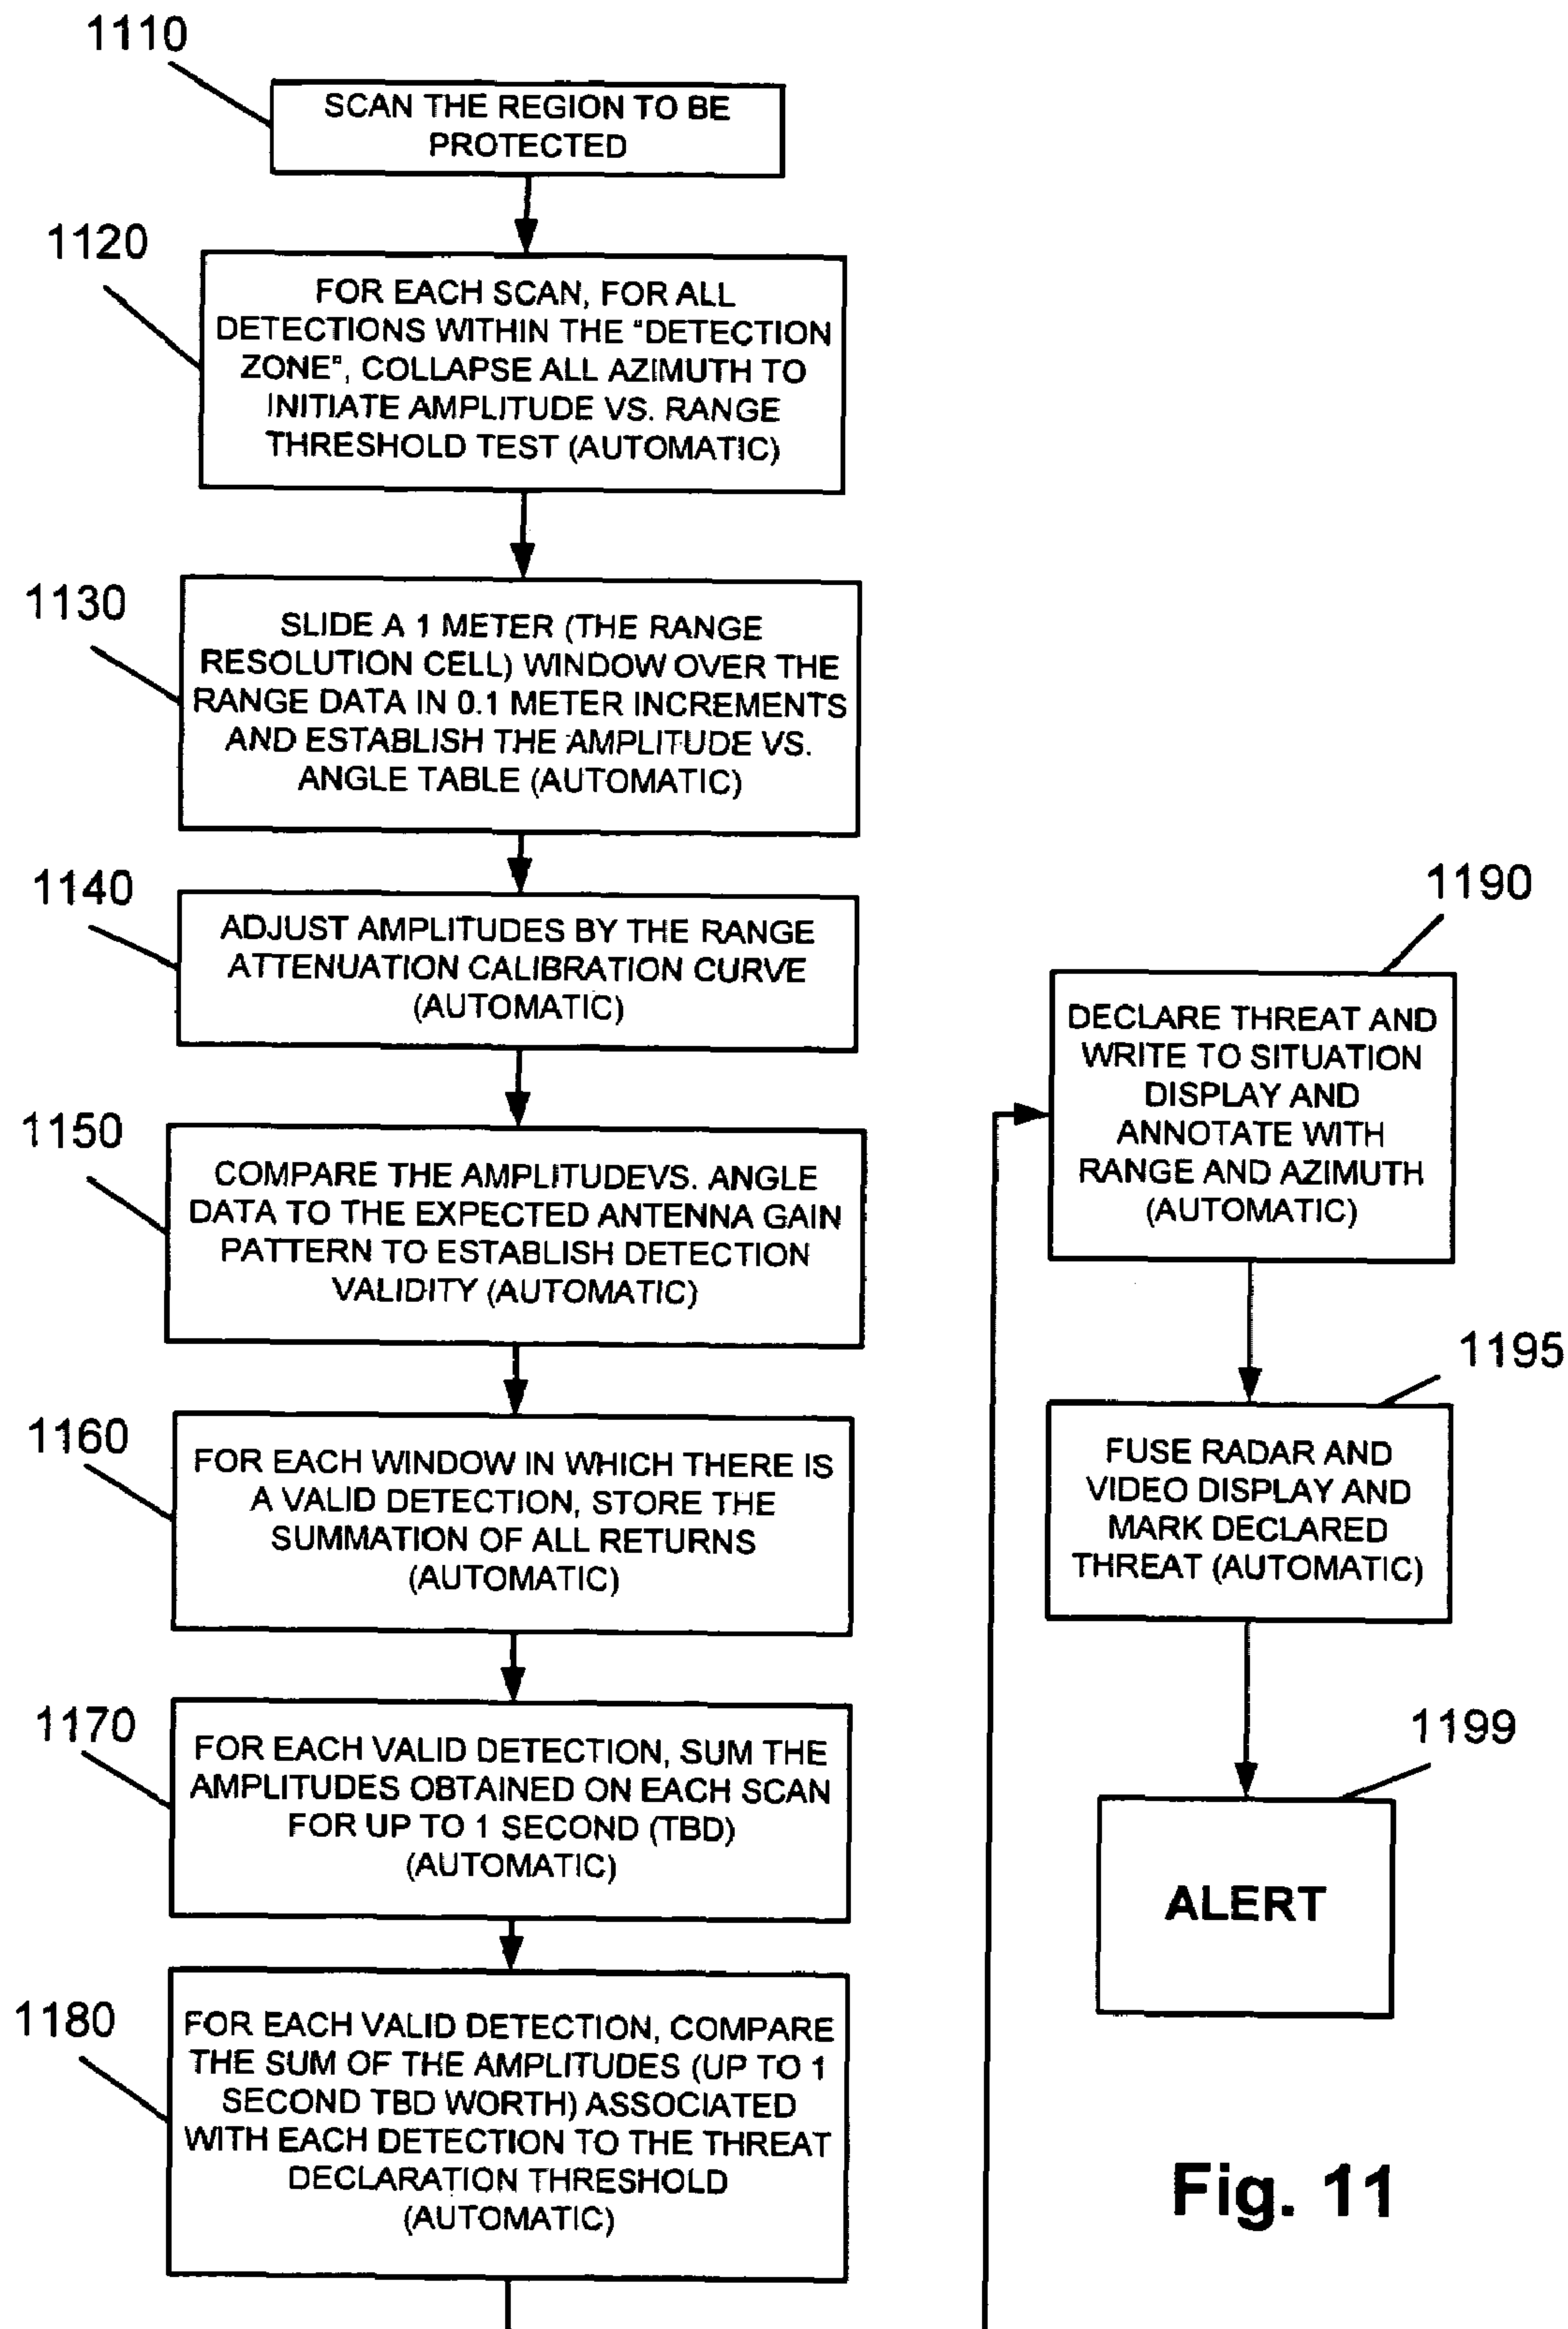 1110
SCAN THE REGION TO BE
PROTECTED
1120
FOR EACH SCAN, FOR ALL
DETECTIONS WITHIN THE "DETECTION
ZONE", COLLAPSE ALL AZIMUTH TO
INITIATE AMPLITUDE VS. RANGE
THRESHOLD TEST (AUTOMATIC)
1130
SLIDE A 1 METER (THE RANGE
RESOLUTION CELL) WINDOW OVER THE
RANGE DATA IN 0.1 METER INCREMENTS
AND ESTABLISH THE AMPLITUDE VS.
ANGLE TABLE (AUTOMATIC)
1140
ADJUST AMPLITUDES BY THE RANGE
ATTENUATION CALIBRATION CURVE
(AUTOMATIC)
1150
COMPARE THE AMPLITUDEVS. ANGLE
DATA TO THE EXPECTED ANTENNA GAIN
PATTERN TO ESTABLISH DETECTION
VALIDITY (AUTOMATIC)
1160
FOR EACH WINDOW IN WHICH THERE IS
A VALID DETECTION, STORE THE
SUMMATION OF ALL RETURNS
(AUTOMATIC)
1170
FOR EACH VALID DETECTION, SUM THE
AMPLITUDES OBTAINED ON EACH SCAN
FOR UP TO 1 SECOND (TBD)
(AUTOMATIC)
1180
FOR EACH VALID DETECTION, COMPARE
THE SUM OF THE AMPLITUDES (UP TO 1
SECOND TBD WORTH) ASSOCIATED
WITH EACH DETECTION TO THE THREAT
DECLARATION THRESHOLD
(AUTOMATIC)
1190
DECLARE THREAT AND
WRITE TO SITUATION
DISPLAY AND
ANNOTATE WITH
RANGE AND AZIMUTH
(AUTOMATIC)
1195
FUSE RADAR AND
VIDEO DISPLAY AND
MARK DECLARED
THREAT (AUTOMATIC)
1199
ALERT
Fig. 11